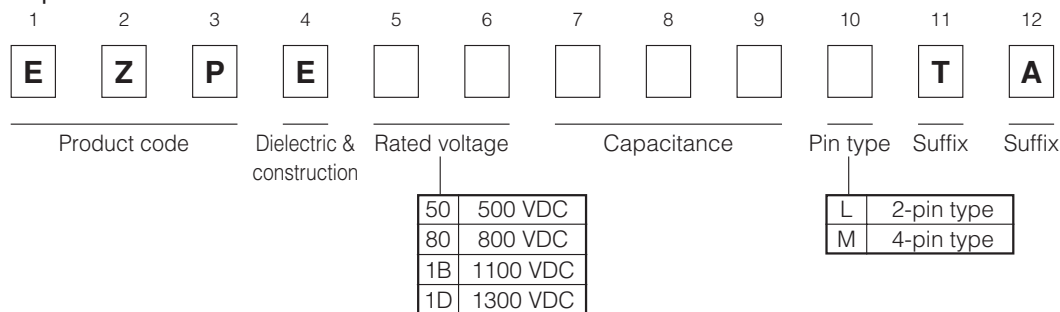 1 2 3 4 5 6 7 8 9 10 11 12
E Z P E T A
Product code Dielectric & Rated voltage Capacitance Pin type Suffix Suffix
construction
50 500 VDC L 2-pin type
80 800 VDC M 4-pin type
1B 1100 VDC
1D 1300 VDC